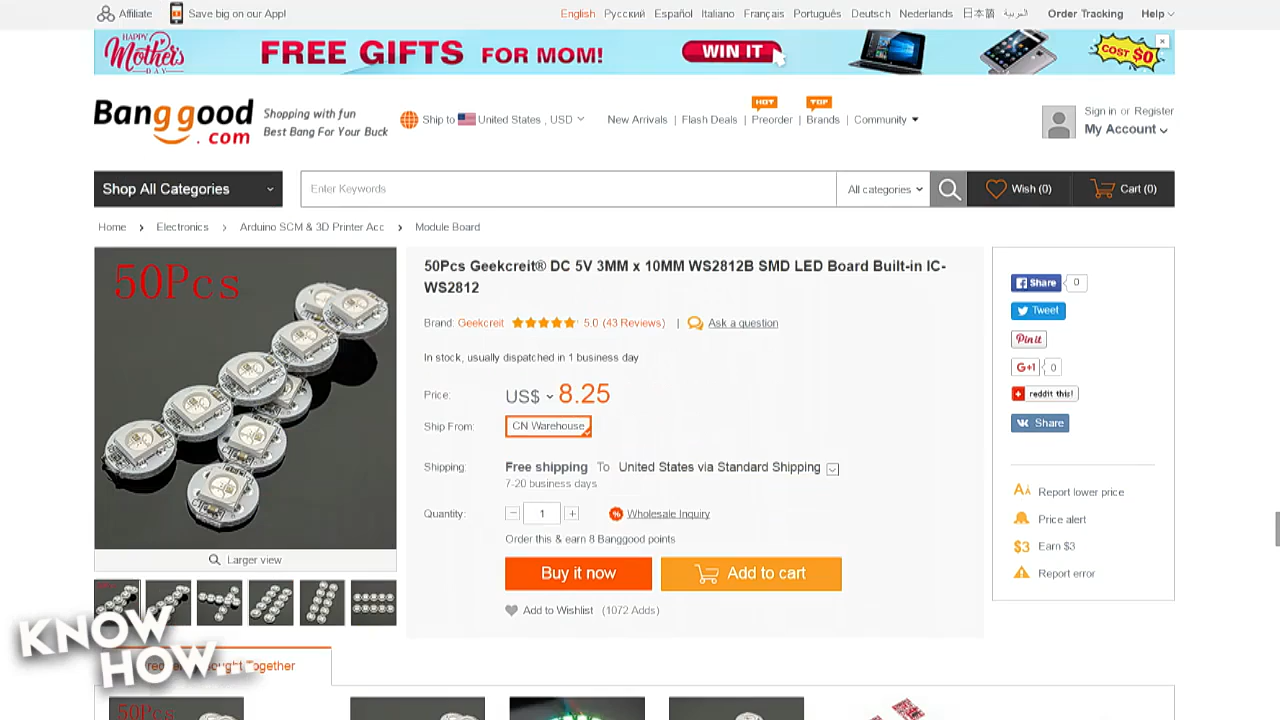 Affiliate
Save big on our App!
English Русский Español Italiano Français Português Deutsch Nederlands 日本語 العربية Order Tracking Help
HAPPY
Mother's
DAY
FREE GIFTS FOR MOM!
WIN IT
COST $0
Banggood
.com
Shopping with fun
Best Bang For Your Buck
Ship to United States , USD
New Arrivals | Flash Deals | Preorder | Brands | Community
HOT
TOP
Sign in or Register
My Account
Shop All Categories
Enter Keywords
All categories
Wish (0)
Cart (0)
Home > Electronics > Arduino SCM & 3D Printer Acc > Module Board
50Pcs
50Pcs Geekcreit® DC 5V 3MM x 10MM WS2812B SMD LED Board Built-in IC-
WS2812
Brand: Geekcreit 5.0 (43 Reviews) | Ask a question
In stock, usually dispatched in 1 business day
Price: US$ 8.25
Ship From: CN Warehouse
Shipping: Free shipping To United States via Standard Shipping
7-20 business days
Quantity: − 1 + Wholesale Inquiry
Order this & earn 8 Banggood points
Buy it now
Add to cart
Add to Wishlist (1072 Adds)
Larger view
Share 0
Tweet
Pin it
G+1 0
reddit this!
Share
Report lower price
Price alert
$3 Earn $3
Report error
KNOW
HOW...
Together
50Pcs